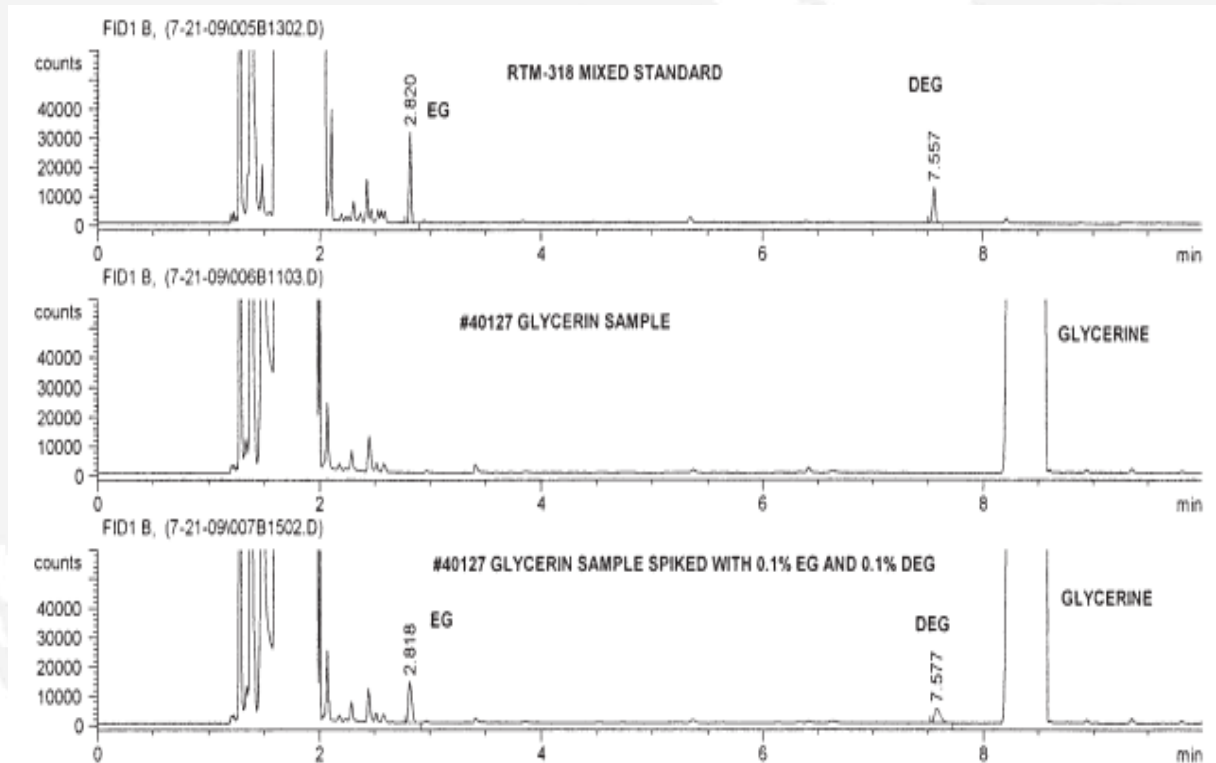 FID1 B, (7-21-09\005B1302.D)
counts
RTM-318 MIXED STANDARD
40000
30000
20000
10000
0
2.820
EG
DEG
7.557
0 2 4 6 8 min
FID1 B, (7-21-09\006B1103.D)
counts
#40127 GLYCERIN SAMPLE
GLYCERINE
40000
30000
20000
10000
0
0 2 4 6 8 min
FID1 B, (7-21-09\007B1502.D)
counts
#40127 GLYCERIN SAMPLE SPIKED WITH 0.1% EG AND 0.1% DEG
GLYCERINE
40000
30000
20000
10000
0
2.818
EG
DEG
7.577
0 2 4 6 8 min